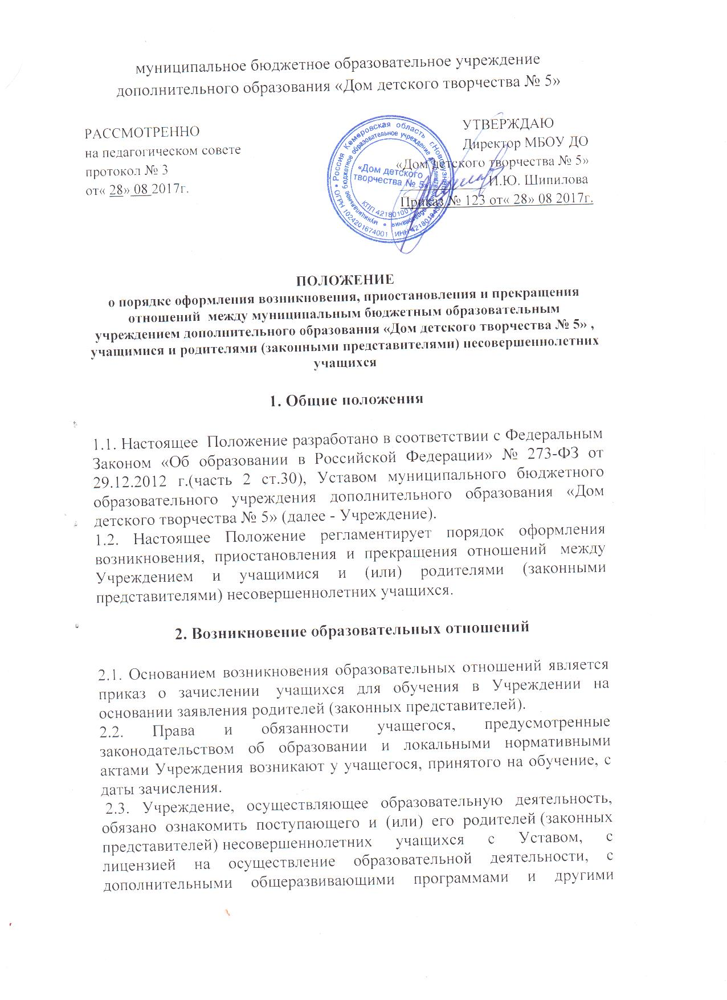 муниципальное бюджетное образовательное учреждение
дополнительного образования «Дом детского творчества № 5»
РАССМОТРЕННО
на педагогическом совете
протокол № 3
от« 28» 08 2017г.
УТВЕРЖДАЮ
Директор МБОУ ДО
«Дом детского творчества № 5»
И.Ю. Шипилова
Приказ № 123 от« 28» 08 2017г.
Россия Кемеровская область г.Новокузнецк
ОГРН 1024201674001 ИНН
муниципальное бюджетное образовательное учреждение дополнительного образования
«Дом детского
творчества № 5»
КПП 421801001
ПОЛОЖЕНИЕ
о порядке оформления возникновения, приостановления и прекращения
отношений между муниципальным бюджетным образовательным
учреждением дополнительного образования «Дом детского творчества № 5» ,
учащимися и родителями (законными представителями) несовершеннолетних
учащихся
1. Общие положения
1.1. Настоящее Положение разработано в соответствии с Федеральным
Законом «Об образовании в Российской Федерации» № 273-ФЗ от
29.12.2012 г.(часть 2 ст.30), Уставом муниципального бюджетного
образовательного учреждения дополнительного образования «Дом
детского творчества № 5» (далее - Учреждение).
1.2. Настоящее Положение регламентирует порядок оформления
возникновения, приостановления и прекращения отношений между
Учреждением и учащимися и (или) родителями (законными
представителями) несовершеннолетних учащихся.
2. Возникновение образовательных отношений
2.1. Основанием возникновения образовательных отношений является
приказ о зачислении учащихся для обучения в Учреждении на
основании заявления родителей (законных представителей).
2.2. Права и обязанности учащегося, предусмотренные
законодательством об образовании и локальными нормативными
актами Учреждения возникают у учащегося, принятого на обучение, с
даты зачисления.
2.3. Учреждение, осуществляющее образовательную деятельность,
обязано ознакомить поступающего и (или) его родителей (законных
представителей) несовершеннолетних учащихся с Уставом, с
лицензией на осуществление образовательной деятельности, с
дополнительными общеразвивающими программами и другими